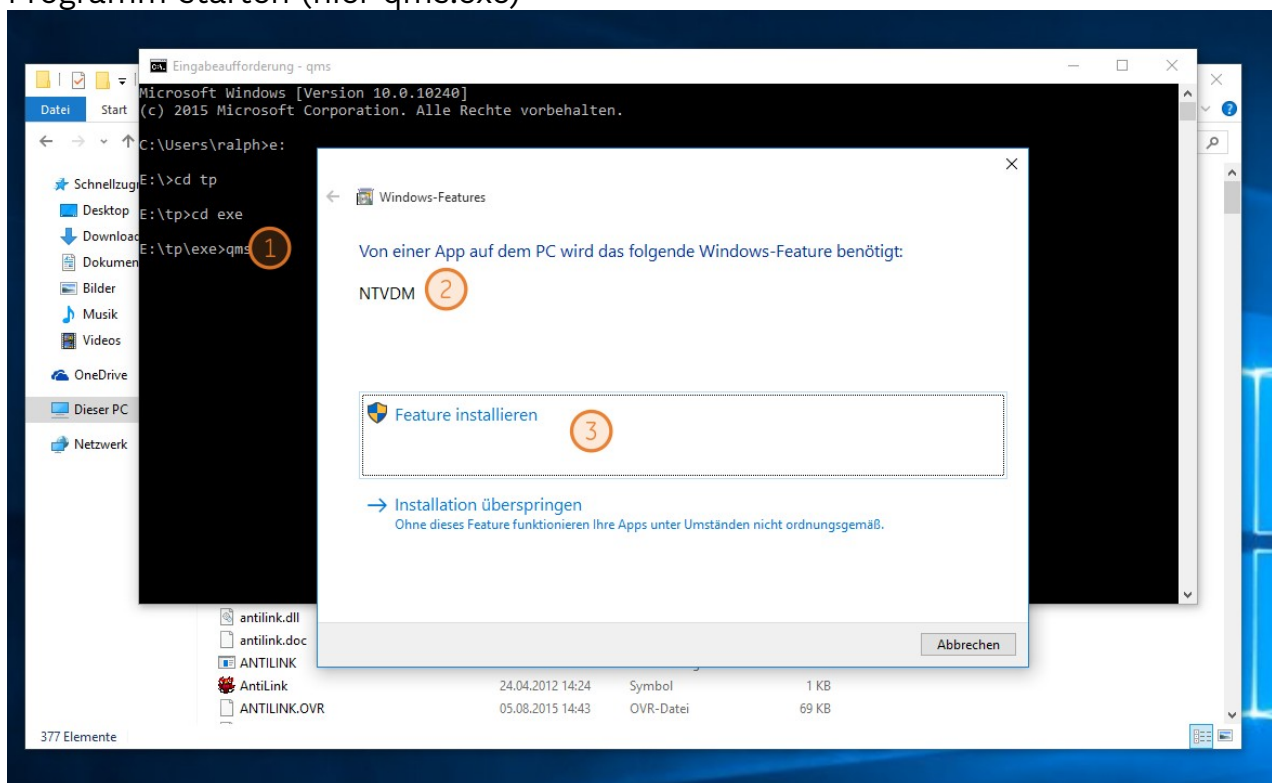 Programm starten (hier qms.exe)
Eingabeaufforderung - qms
Microsoft Windows [Version 10.0.10240]
(c) 2015 Microsoft Corporation. Alle Rechte vorbehalten.
C:\Users\ralph>e:
E:\>cd tp
E:\tp>cd exe
E:\tp\exe>qms
1
Datei Start
Schnellzugr
Desktop
Downloac
Dokumen
Bilder
Musik
Videos
OneDrive
Dieser PC
Netzwerk
Windows-Features
Von einer App auf dem PC wird das folgende Windows-Feature benötigt:
NTVDM 2
Feature installieren
3
Installation überspringen
Ohne dieses Feature funktionieren Ihre Apps unter Umständen nicht ordnungsgemäß.
Abbrechen
antilink.dll
antilink.doc
ANTILINK
AntiLink 24.04.2012 14:24 Symbol 1 KB
ANTILINK.OVR 05.08.2015 14:43 OVR-Datei 69 KB
377 Elemente